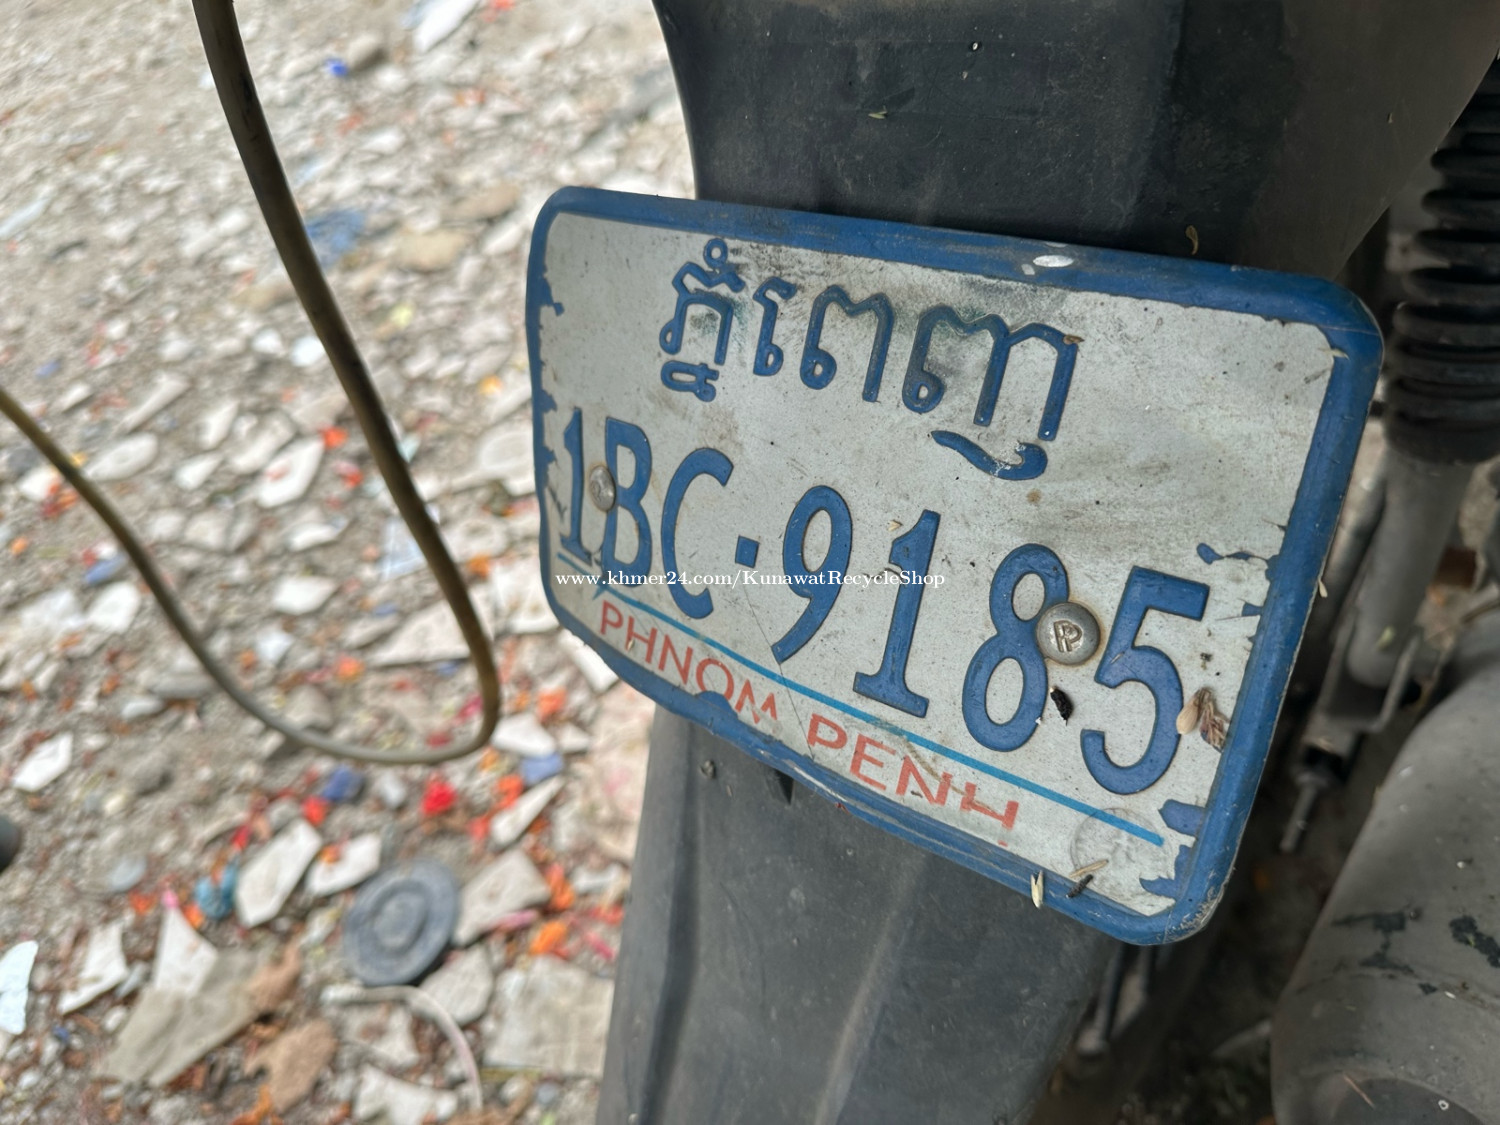 ភ្នំពេញ
1BC·9185
www.khmer24.com/KunawatRecycleShop
PHNOM PENH